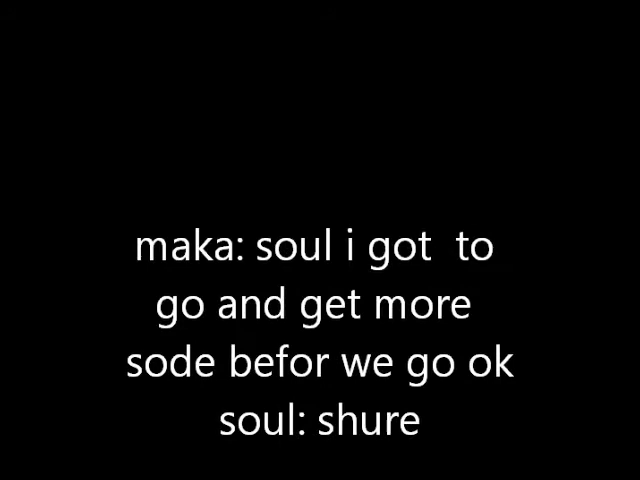 maka: soul i got  to
go and get more
sode befor we go ok
soul: shure